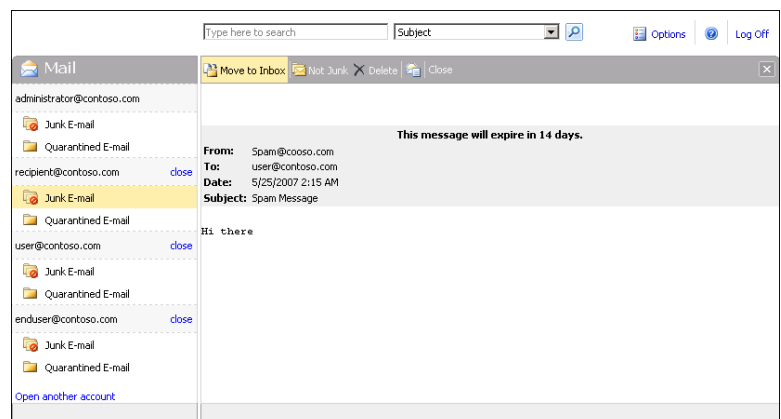 Type here to search Subject Options Log Off
Mail
Move to Inbox Not Junk Delete Close
administrator@contoso.com
Junk E-mail
Quarantined E-mail
recipient@contoso.com close
Junk E-mail
Quarantined E-mail
user@contoso.com close
Junk E-mail
Quarantined E-mail
enduser@contoso.com close
Junk E-mail
Quarantined E-mail
Open another account
This message will expire in 14 days.
From: Spam@cooso.com
To: user@contoso.com
Date: 5/25/2007 2:15 AM
Subject: Spam Message
Hi there